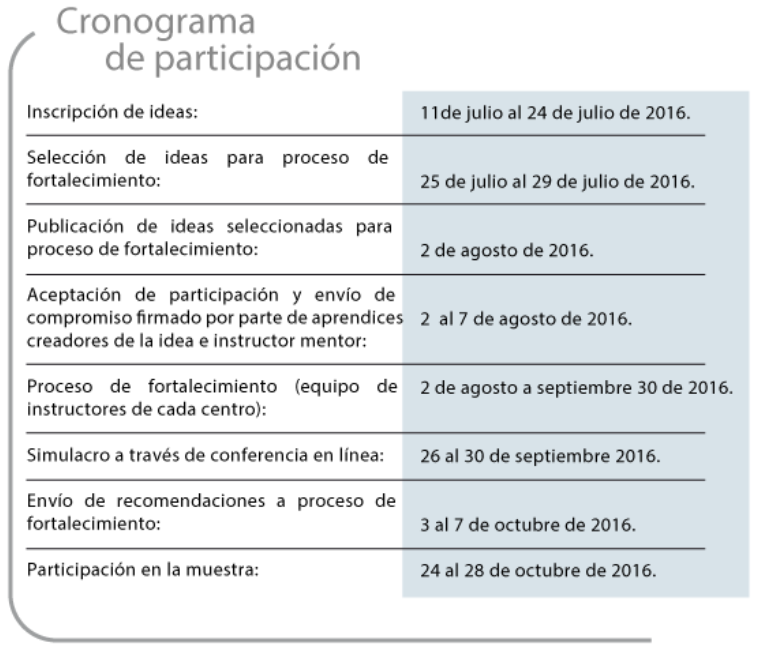 Cronograma
de participación
Inscripción de ideas:
11de julio al 24 de julio de 2016.
Selección de ideas para proceso de
fortalecimiento:
25 de julio al 29 de julio de 2016.
Publicación de ideas seleccionadas para
proceso de fortalecimiento:
2 de agosto de 2016.
Aceptación de participación y envío de
compromiso firmado por parte de aprendices
creadores de la idea e instructor mentor:
2 al 7 de agosto de 2016.
Proceso de fortalecimiento (equipo de
instructores de cada centro):
2 de agosto a septiembre 30 de 2016.
Simulacro a través de conferencia en línea:
26 al 30 de septiembre 2016.
Envío de recomendaciones a proceso de
fortalecimiento:
3 al 7 de octubre de 2016.
Participación en la muestra:
24 al 28 de octubre de 2016.